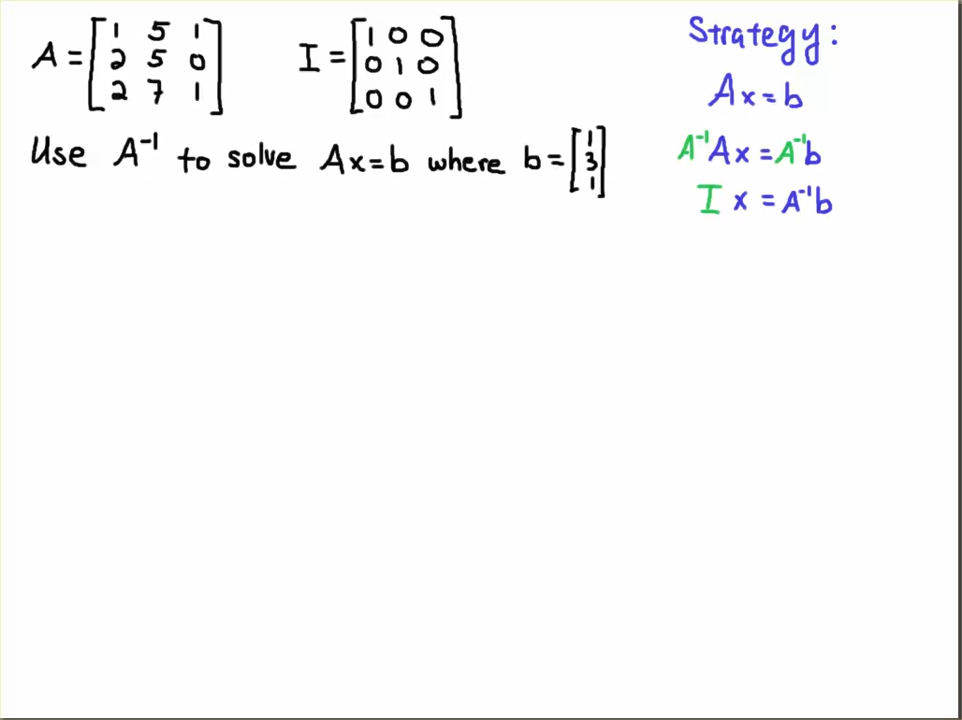 A = [1 5 1; 2 5 0; 2 7 1] I = [1 0 0; 0 1 0; 0 0 1]
Use A⁻¹ to solve Ax=b where b = [1; 3; 1]
Strategy:
Ax=b
A⁻¹Ax = A⁻¹b
I x = A⁻¹b